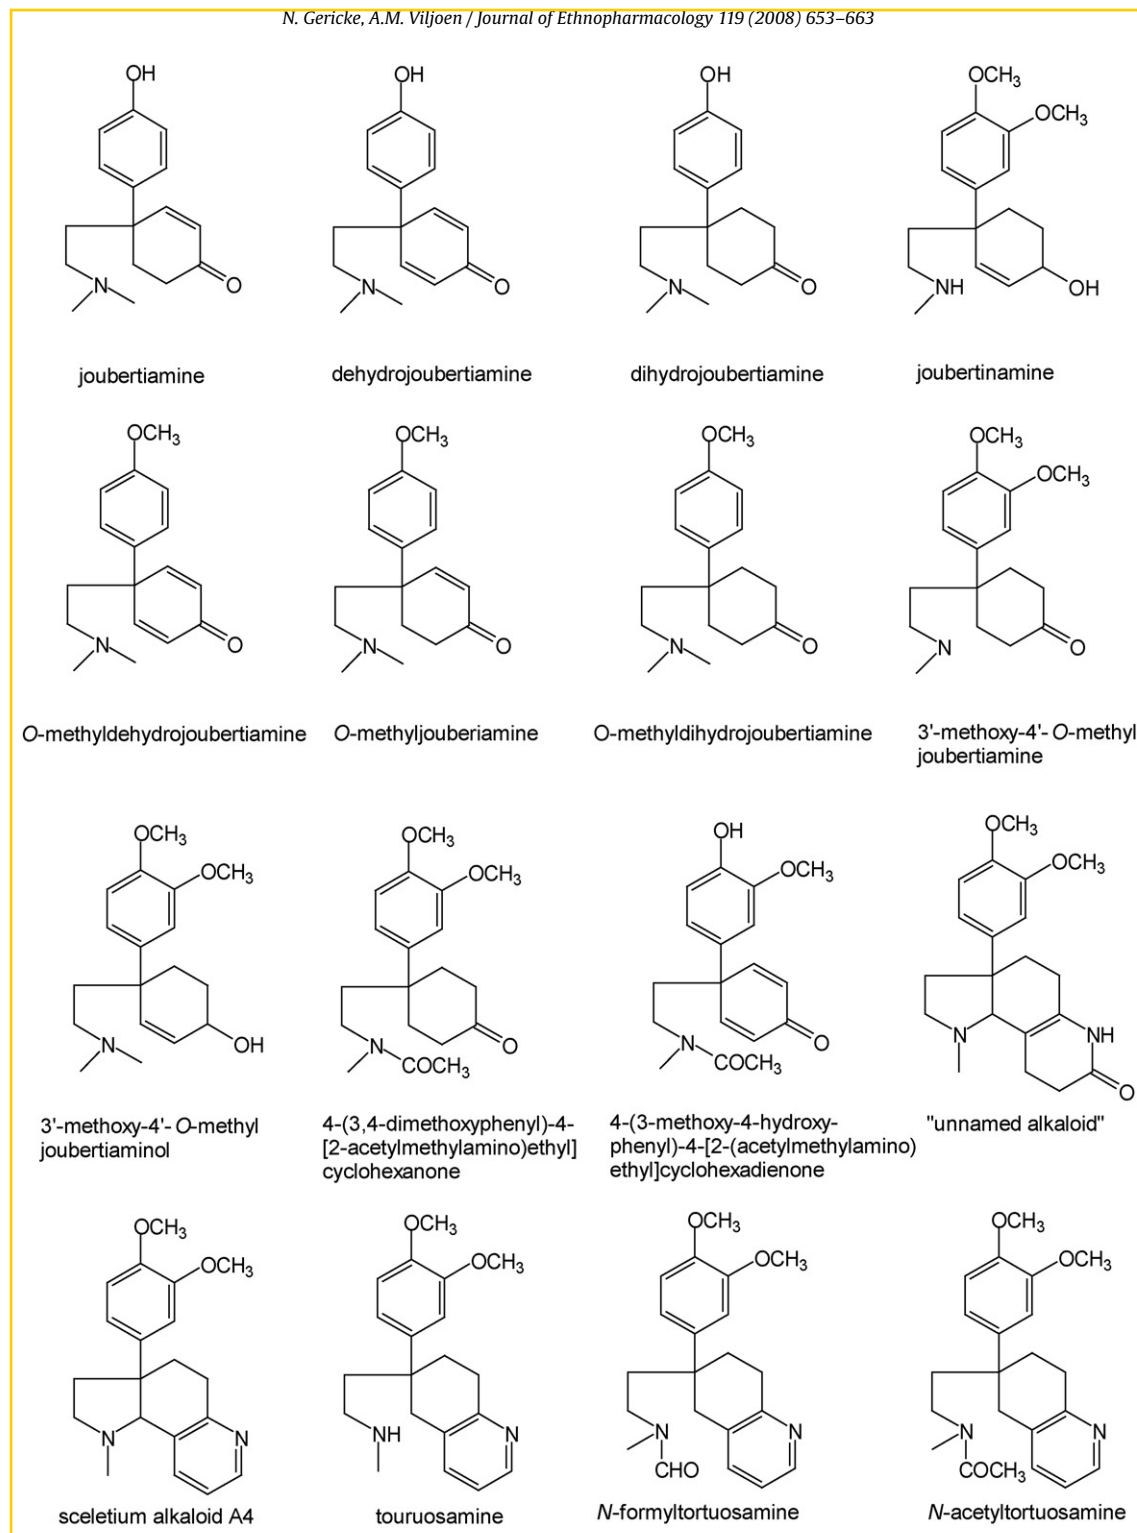 N. Gericke, A.M. Viljoen / Journal of Ethnopharmacology 119 (2008) 653–663
OH
OH
OH
OCH3
OCH3
N
O
N
O
N
O
NH
OH
joubertiamine
dehydrojoubertiamine
dihydrojoubertiamine
joubertinamine
OCH3
OCH3
OCH3
OCH3
OCH3
N
O
N
O
N
O
N
O
O-methyldehydrojoubertiamine
O-methyljouberiamine
O-methyldihydrojoubertiamine
3'-methoxy-4'- O-methyl
joubertiamine
OCH3
OCH3
OCH3
OCH3
OH
OCH3
OCH3
OCH3
N
OH
N
COCH3
O
N
COCH3
O
N
NH
O
3'-methoxy-4'- O-methyl
joubertiaminol
4-(3,4-dimethoxyphenyl)-4-
[2-acetylmethylamino)ethyl]
cyclohexanone
4-(3-methoxy-4-hydroxy-
phenyl)-4-[2-(acetylmethylamino)
ethyl]cyclohexadienone
"unnamed alkaloid"
OCH3
OCH3
OCH3
OCH3
OCH3
OCH3
OCH3
OCH3
N
N
NH
N
N
CHO
N
N
COCH3
N
sceletium alkaloid A4
touruosamine
N-formyltortuosamine
N-acetyltortuosamine